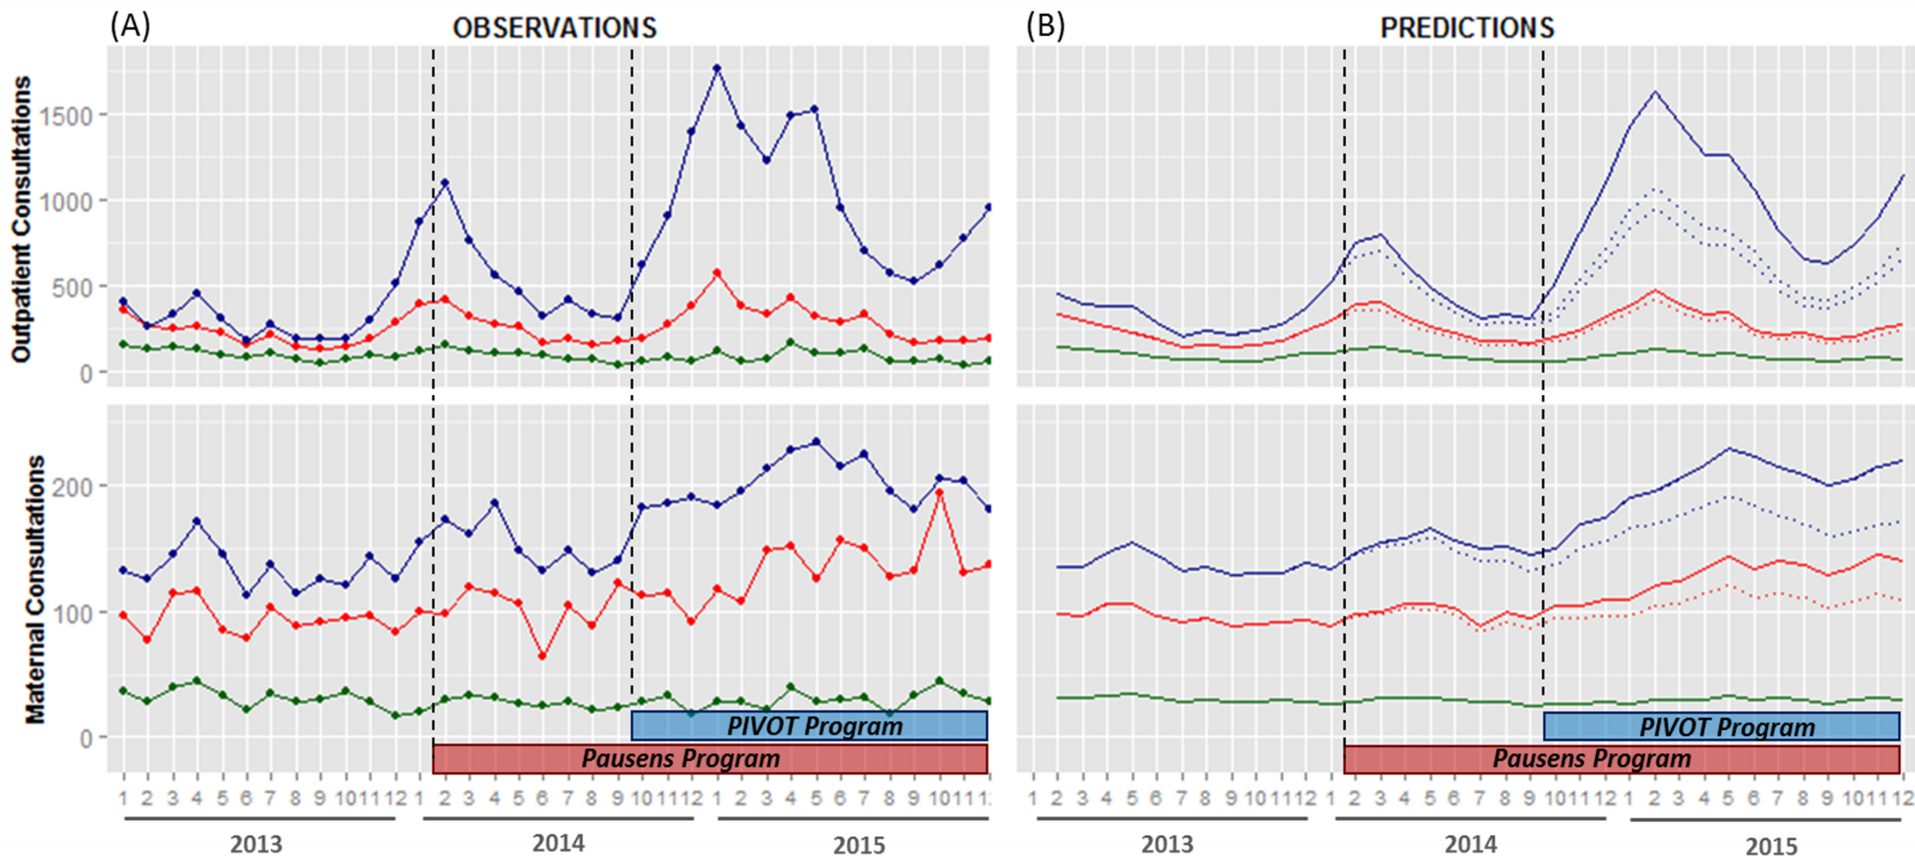 (A) OBSERVATIONS (B) PREDICTIONS
Outpatient Consultations
1500
1000
500
0
Maternal Consultations
200
100
0
PIVOT Program PIVOT Program
Pausens Program Pausens Program
1 2 3 4 5 6 7 8 9 10 11 12 1 2 3 4 5 6 7 8 9 10 11 12 1 2 3 4 5 6 7 8 9 10 11 1 2 3 4 5 6 7 8 9 10 11 12 1 2 3 4 5 6 7 8 9 10 11 12 1 2 3 4 5 6 7 8 9 10 11 12
2013 2014 2015 2013 2014 2015